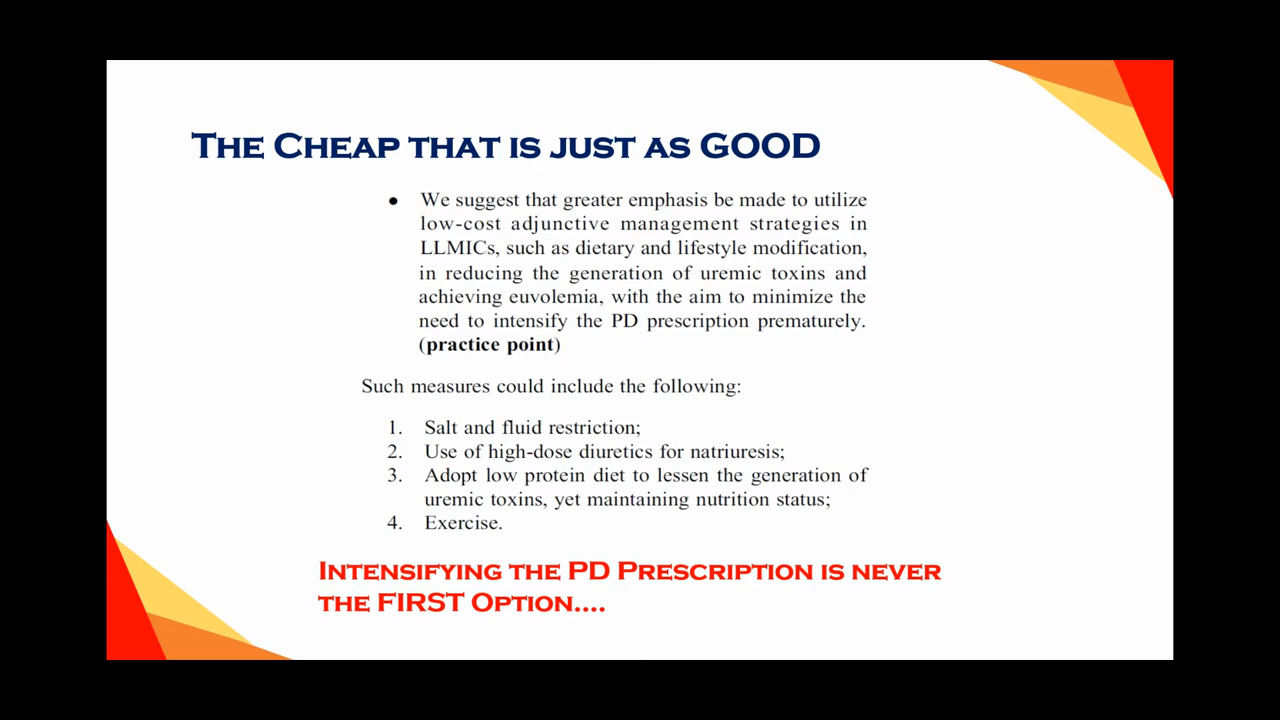 The Cheap that is just as GOOD
• We suggest that greater emphasis be made to utilize
low-cost adjunctive management strategies in
LLMICs, such as dietary and lifestyle modification,
in reducing the generation of uremic toxins and
achieving euvolemia, with the aim to minimize the
need to intensify the PD prescription prematurely.
(practice point)
Such measures could include the following:
1. Salt and fluid restriction;
2. Use of high-dose diuretics for natriuresis;
3. Adopt low protein diet to lessen the generation of
uremic toxins, yet maintaining nutrition status;
4. Exercise.
Intensifying the PD Prescription is never
the FIRST Option....